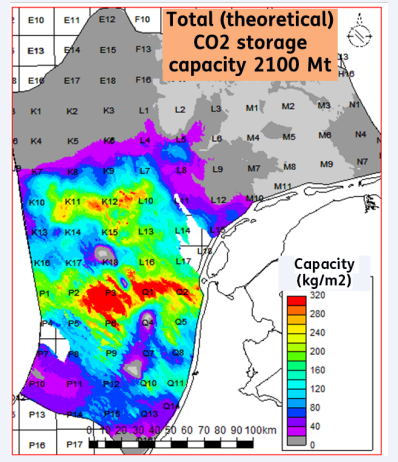 Total (theoretical)
CO2 storage
capacity 2100 Mt
E10 E11 E12 F10
E13 E14 E15 F13
E16 E17 E18 F16
H16
K1 K2 K3 L1 L2 L3 M1 M2 M3 N1
K4 K5 K6 L4 L5 L6 M4 M5 M6 N4
K7 K8 K9 L7 L8 L9 M7 M8 M9 N7
K10 K11 K12 L10 L11 L12 M10 M11
K13 K14 K15 L13 L14 L15
K16 K17 K18 L16 L17 L18
P1 P2 P3 Q1 Q2
P4 P5 P6 Q4 Q5
P7 P8 P9 Q7 Q8
P10 P11 P12 Q10 Q11
P13 P14 P15 Q13 Q14
P16 P17
Capacity
(kg/m2)
320
280
240
200
160
120
80
40
0
0 10 20 30 40 50 60 70 80 90 100km